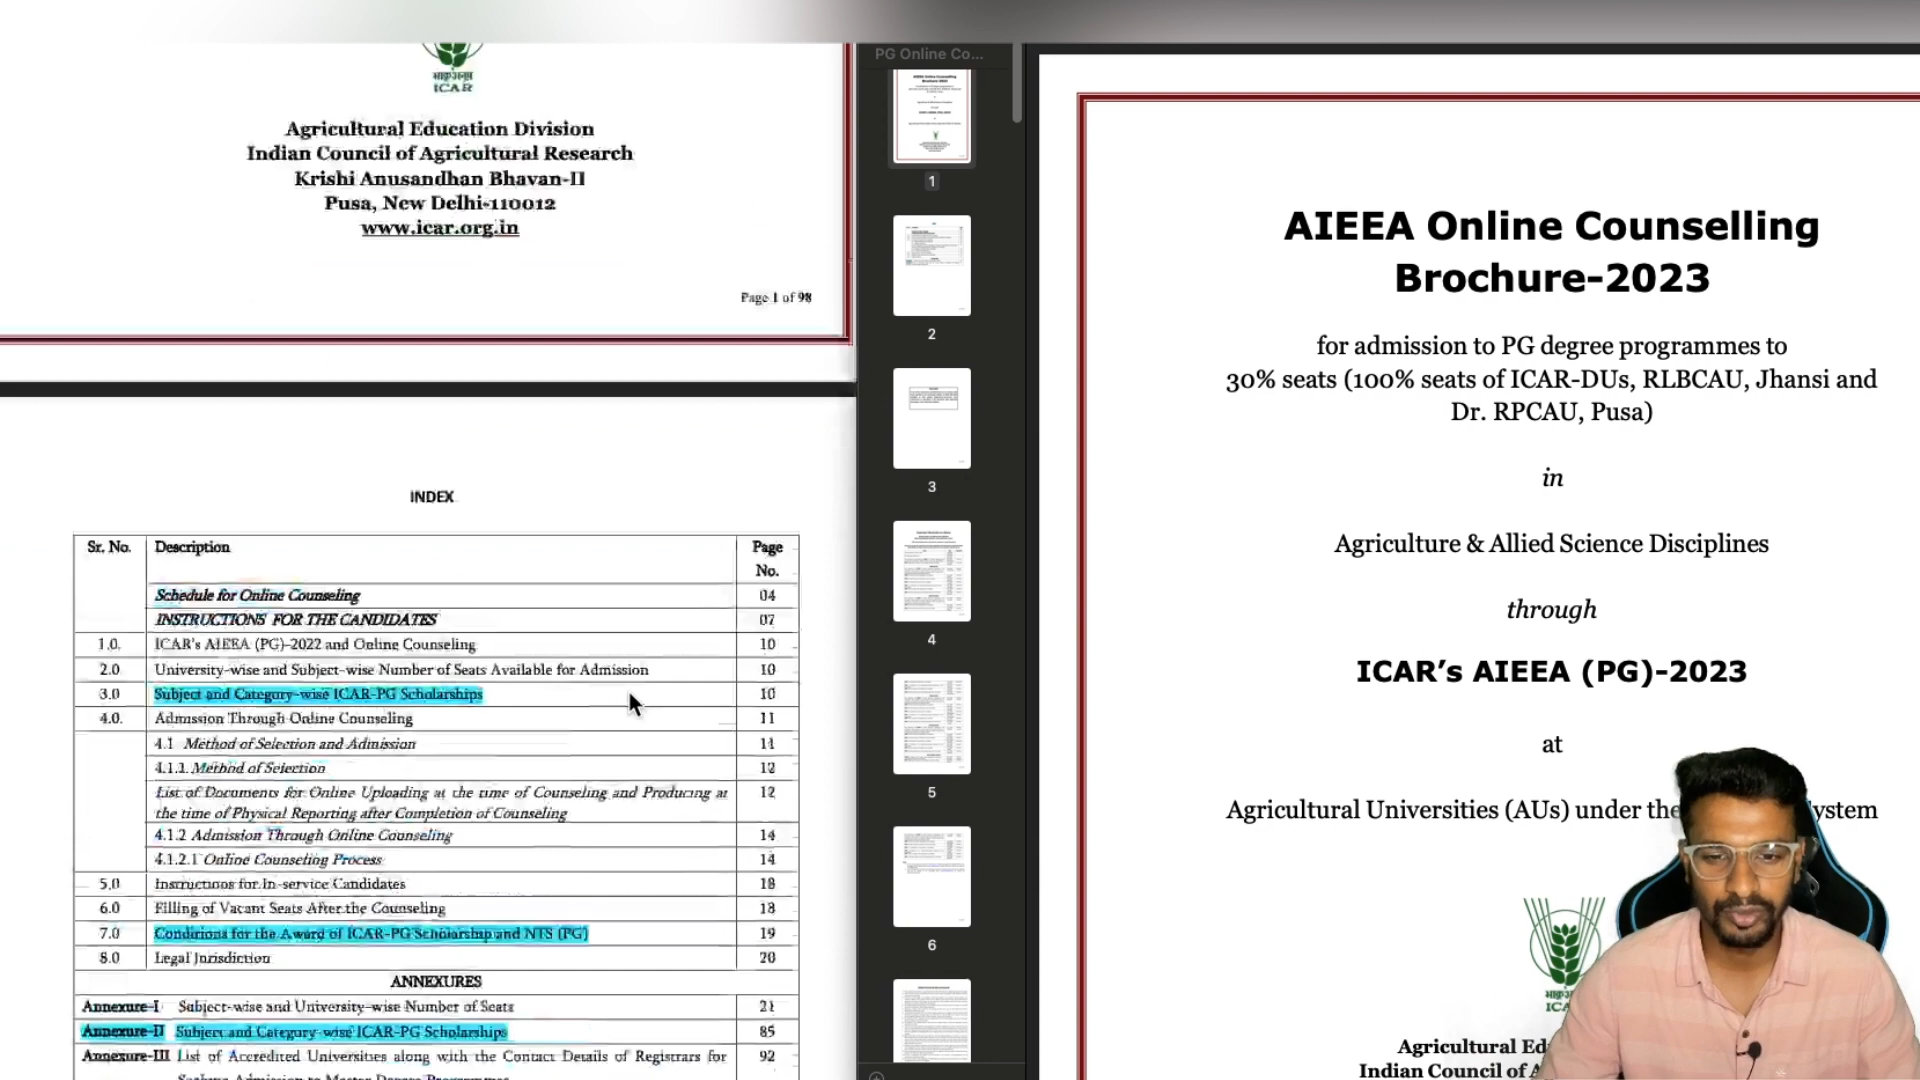 ICAR
Agricultural Education Division
Indian Council of Agricultural Research
Krishi Anusandhan Bhavan-II
Pusa, New Delhi-110012
www.icar.org.in
Page 1 of 98
INDEX
Sr. No. Description Page No.
Schedule for Online Counseling 04
INSTRUCTIONS FOR THE CANDIDATES 07
1.0. ICAR's AIEEA (PG)-2022 and Online Counseling 10
2.0 University-wise and Subject-wise Number of Seats Available for Admission 10
3.0 Subject and Category-wise ICAR-PG Scholarships 10
4.0. Admission Through Online Counseling 11
4.1 Method of Selection and Admission 11
4.1.1. Method of Selection 12
List of Documents for Online Uploading at the time of Counseling and Producing at 12
the time of Physical Reporting after Completion of Counseling
4.1.2 Admission Through Online Counseling 14
4.1.2.1 Online Counseling Process 14
5.0 Instructions for In-service Candidates 18
6.0 Filling of Vacant Seats After the Counseling 18
7.0 Conditions for the Award of ICAR-PG Scholarship and NTS (PG) 19
8.0 Legal Jurisdiction 20
ANNEXURES
Annexure-I Subject-wise and University-wise Number of Seats 21
Annexure-II Subject and Category-wise ICAR-PG Scholarships 85
Annexure-III List of Accredited Universities along with the Contact Details of Registrars for 92
PG Online Co...
1
2
3
4
5
6
AIEEA Online Counselling
Brochure-2023
for admission to PG degree programmes to
30% seats (100% seats of ICAR-DUs, RLBCAU, Jhansi and
Dr. RPCAU, Pusa)
in
Agriculture & Allied Science Disciplines
through
ICAR’s AIEEA (PG)-2023
at
Agricultural Universities (AUs) under the
Agricultural Ed
Indian Council of A